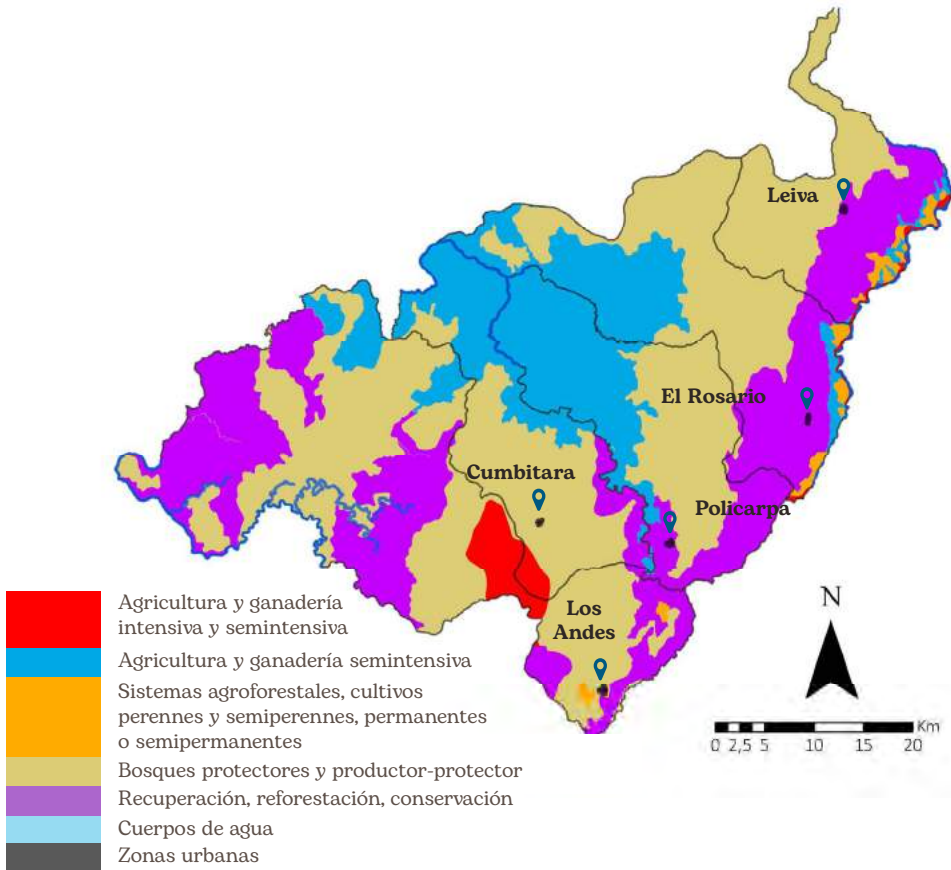 Leiva
El Rosario
Cumbitara
Policarpa
Los
Andes
Agricultura y ganadería
intensiva y semintensiva
Agricultura y ganadería semintensiva
Sistemas agroforestales, cultivos
perennes y semiperennes, permanentes
o semipermanentes
Bosques protectores y productor-protector
Recuperación, reforestación, conservación
Cuerpos de agua
Zonas urbanas
N
Km
0 2,5 5 10 15 20